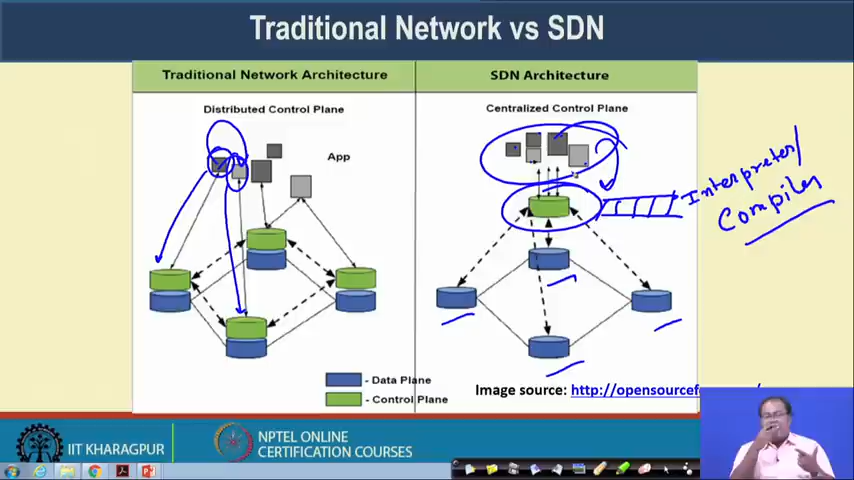 Traditional Network vs SDN
Traditional Network Architecture
SDN Architecture
Distributed Control Plane
Centralized Control Plane
App
Interpreter/
Compiler
- Data Plane
- Control Plane
Image source: http://opensourcef
IIT KHARAGPUR
NPTEL ONLINE
CERTIFICATION COURSES